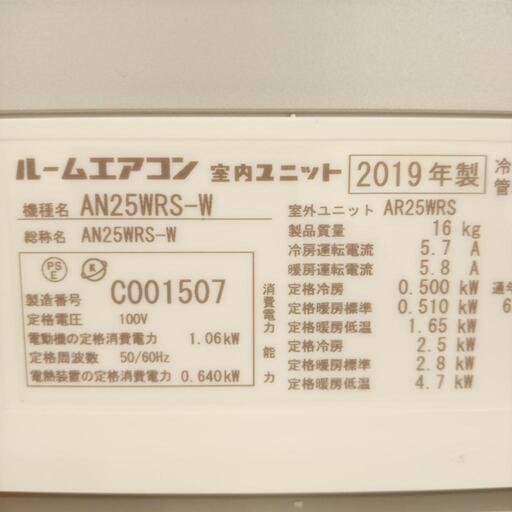 ルームエアコン 室内ユニット 2019年製 冷
管
機種名 AN25WRS-W
総称名 AN25WRS-W
PS
E
K
製造番号 C001507
定格電圧 100V
電動機の定格消費電力 1.06kW
定格周波数 50/60Hz
電熱装置の定格消費電力 0.640kW
室外ユニット AR25WRS
製品質量 16 kg
冷房運転電流 5.7 A
暖房運転電流 5.8 A
消費電力
定格冷房 0.500 kW
定格暖房標準 0.510 kW
定格暖房低温 1.65 kW
能力
定格冷房 2.5 kW
定格暖房標準 2.8 kW
定格暖房低温 4.7 kW
通年
6